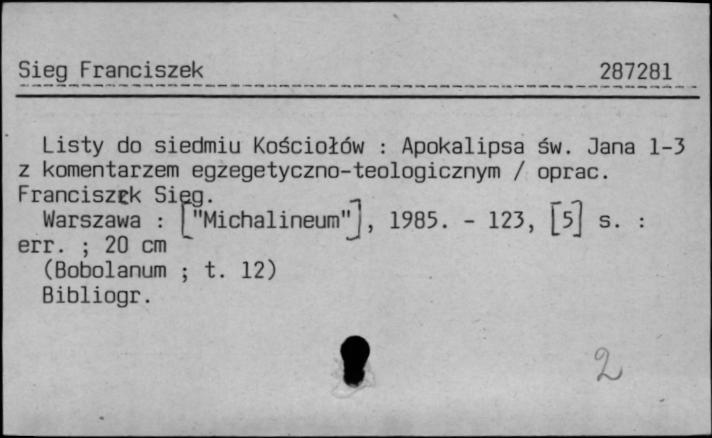 Sieg Franciszek 287281
Listy do siedmiu Kościołów : Apokalipsa św. Jana 1-3
z komentarzem egzegetyczno-teologicznym / oprac.
Franciszek Sieg.
Warszawa : ["Michalineum"], 1985. - 123, [5] s. :
err. ; 20 cm
(Bobolanum ; t. 12)
Bibliogr.
2